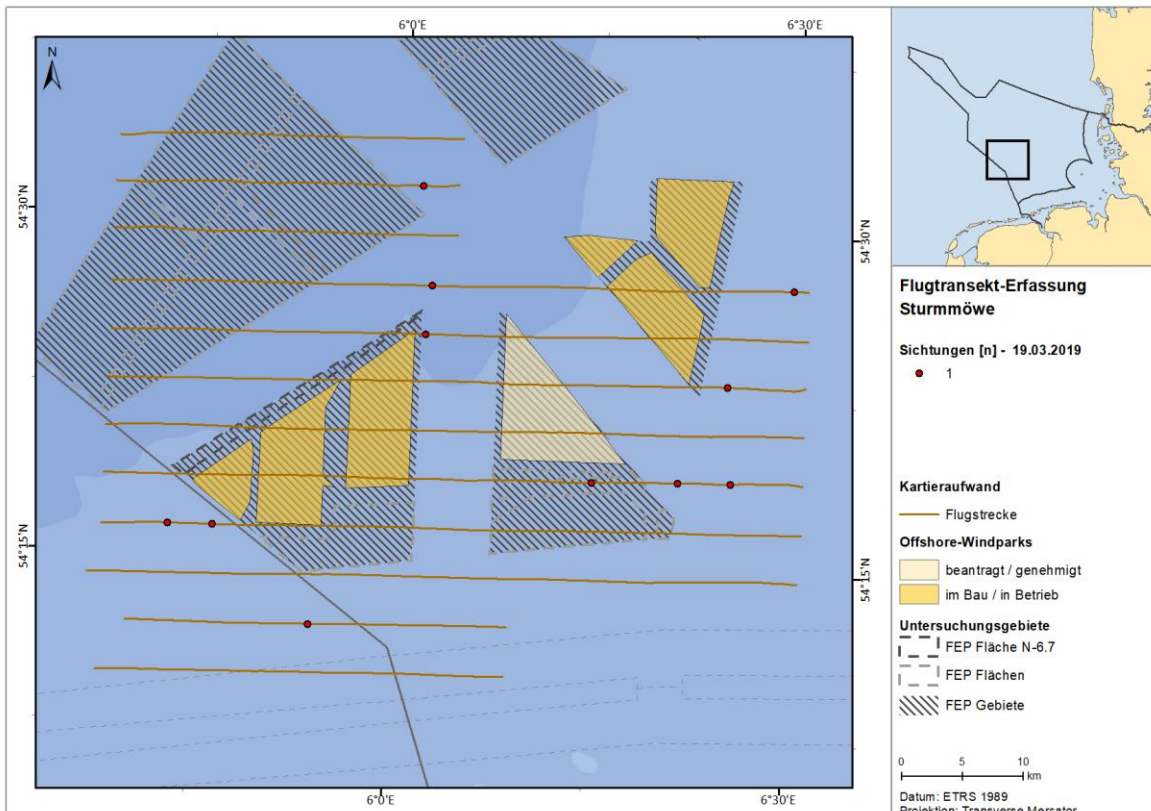 6°0'E
6°30'E
N
54°30'N
54°30'N
54°15'N
54°15'N
6°0'E
6°30'E
Flugtransekt-Erfassung
Sturmmöwe
Sichtungen [n] - 19.03.2019
1
Kartieraufwand
Flugstrecke
Offshore-Windparks
beantragt / genehmigt
im Bau / in Betrieb
Untersuchungsgebiete
FEP Fläche N-6.7
FEP Flächen
FEP Gebiete
0 5 10
km
Datum: ETRS 1989
Projektion: Transverse Mercator